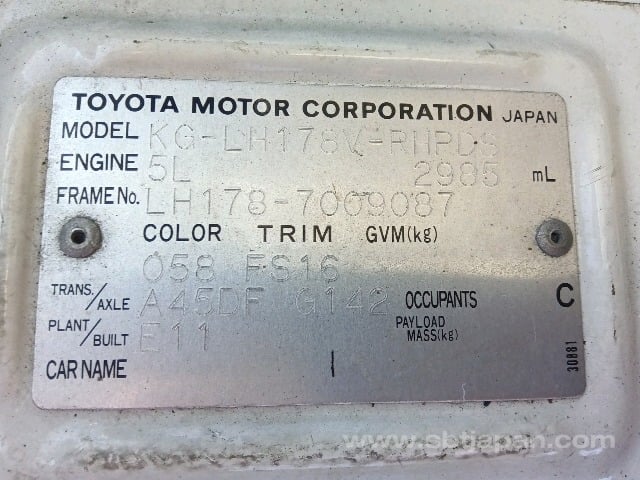 TOYOTA MOTOR CORPORATION JAPAN
MODEL KG-LH178V-RHPDS
ENGINE 5L 2985 mL
FRAME No. LH178-7009087
COLOR TRIM GVM(kg)
058 FS16
TRANS./AXLE A45DF G142 OCCUPANTS C
PLANT/BUILT E11 PAYLOAD MASS(kg)
CAR NAME
30881
www.sbtjapan.com